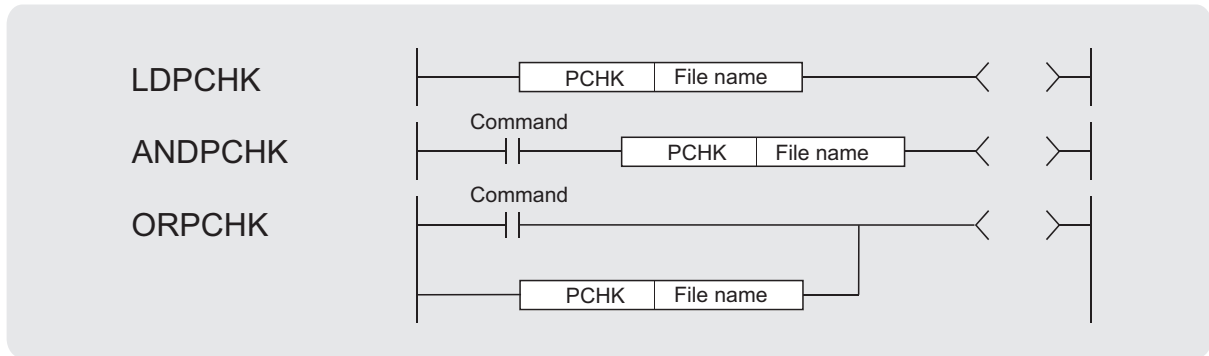 LDPCHK
PCHK File name
Command
ANDPCHK
PCHK File name
Command
ORPCHK
PCHK File name